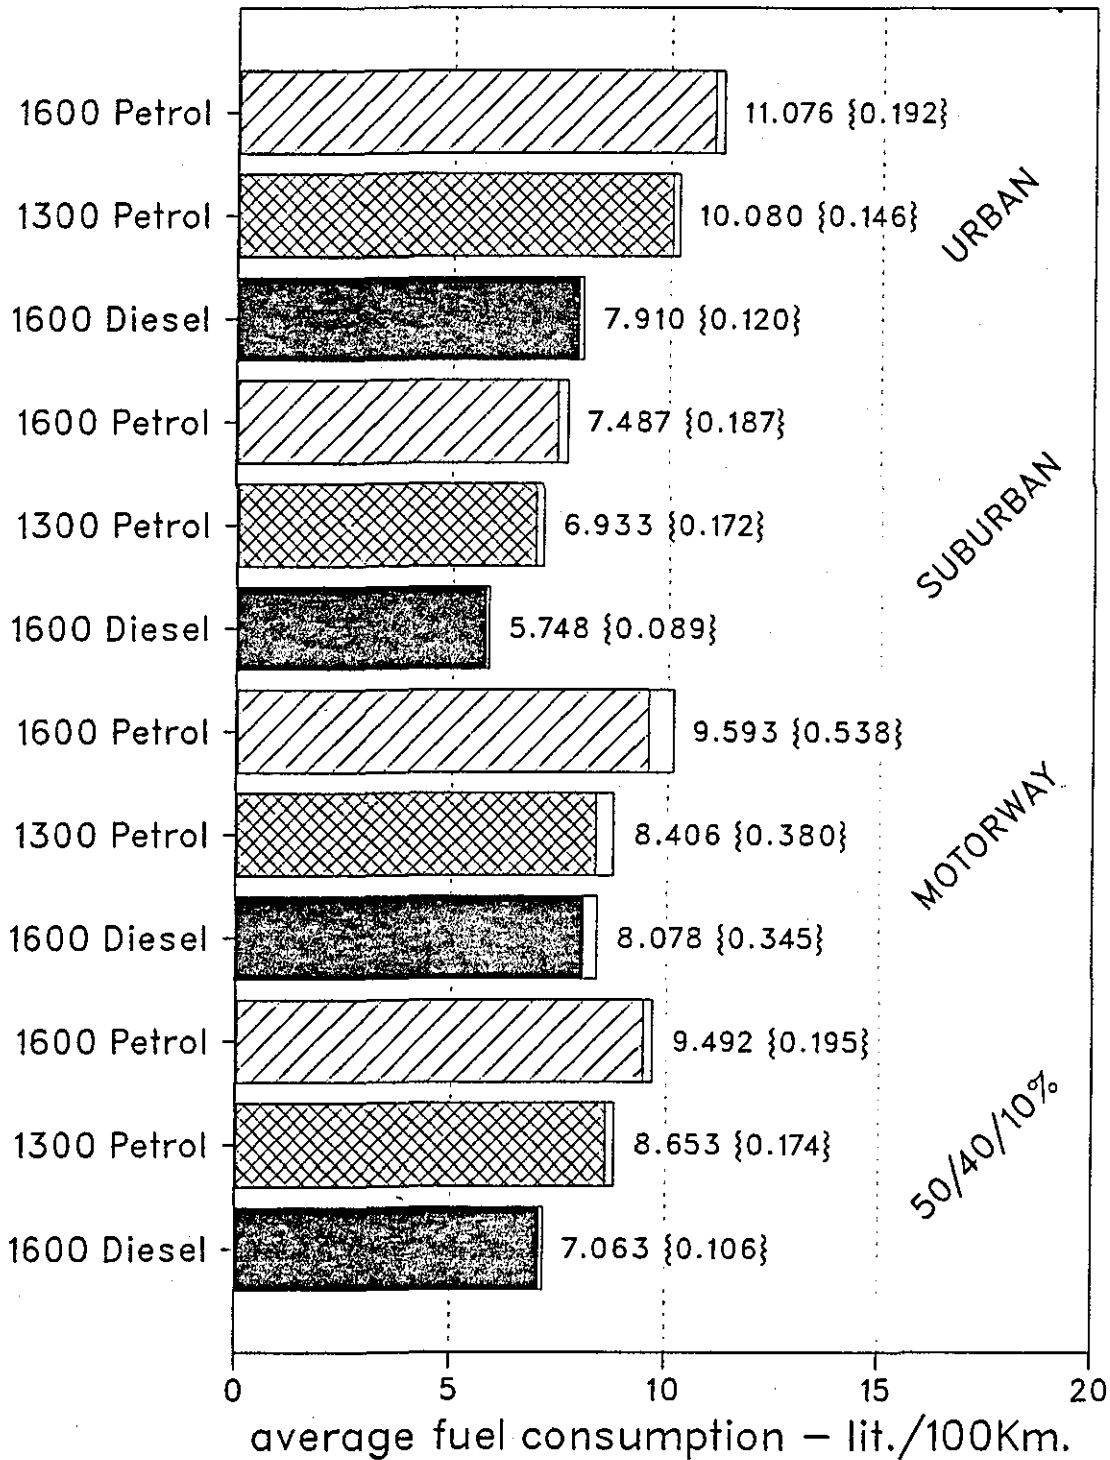 1600 Petrol 11.076 {0.192}
1300 Petrol 10.080 {0.146}
URBAN
1600 Diesel 7.910 {0.120}
1600 Petrol 7.487 {0.187}
1300 Petrol 6.933 {0.172}
SUBURBAN
1600 Diesel 5.748 {0.089}
1600 Petrol 9.593 {0.538}
1300 Petrol 8.406 {0.380}
MOTORWAY
1600 Diesel 8.078 {0.345}
1600 Petrol 9.492 {0.195}
1300 Petrol 8.653 {0.174}
50/40/10%
1600 Diesel 7.063 {0.106}
0 5 10 15 20
average fuel consumption – lit./100Km.